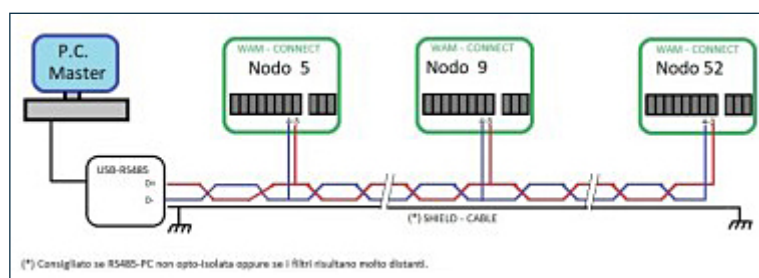 P.C.
Master
WAM - CONNECT
Nodo 5
WAM - CONNECT
Nodo 9
WAM - CONNECT
Nodo 52
USB-RS485
D+
D-
(*) SHIELD - CABLE
(*) Consigliato se RS485-PC non opto-isolata oppure se i filtri risultano molto distanti.